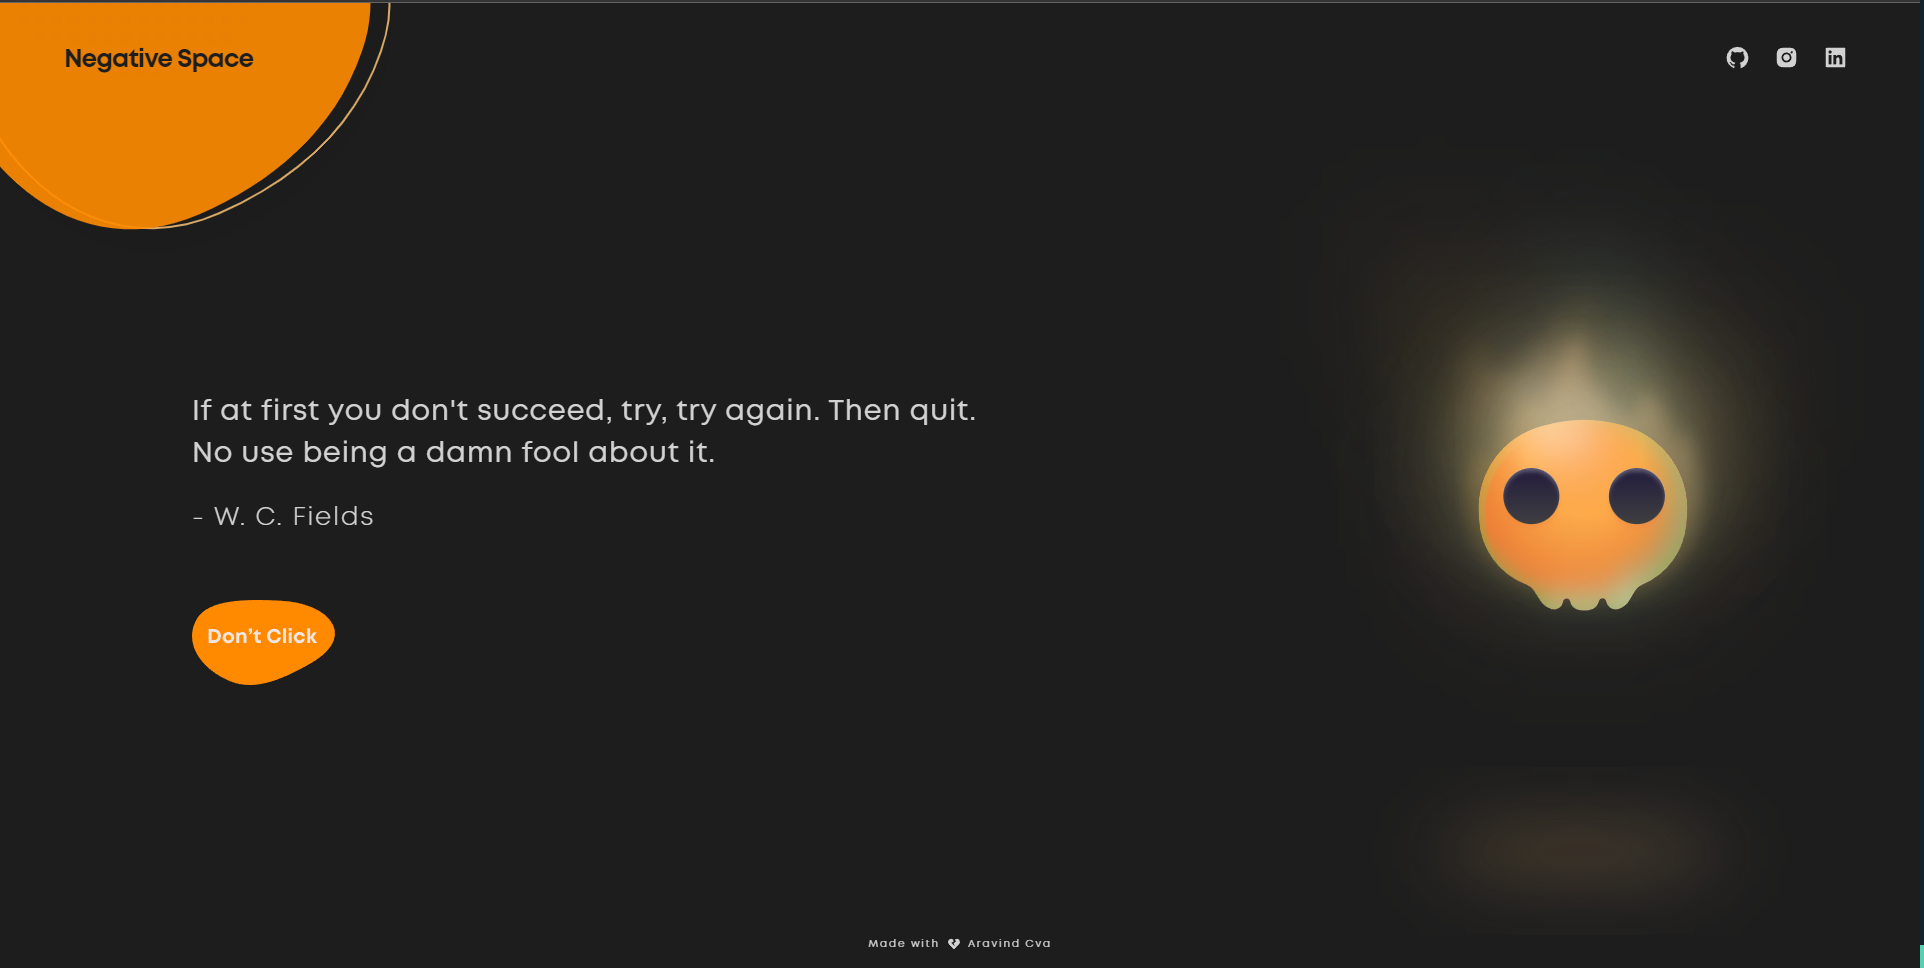 Negative Space
If at first you don't succeed, try, try again. Then quit.
No use being a damn fool about it.
- W. C. Fields
Don’t Click
Made with Aravind Cva